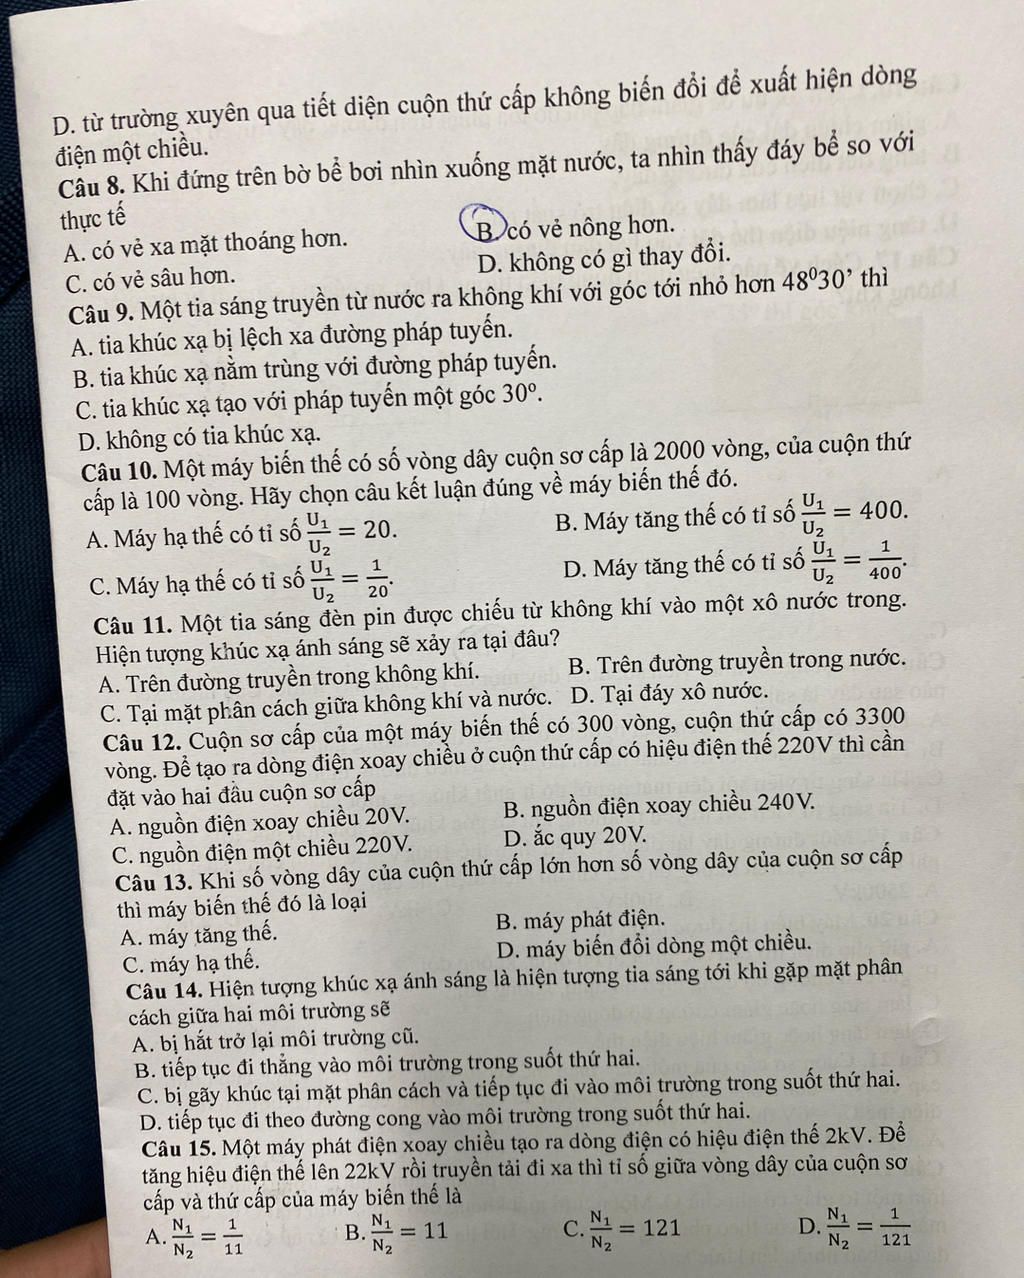 D. từ trường xuyên qua tiết diện cuộn thứ cấp không biến đổi để xuất hiện dòng
điện một chiều.
Câu 8. Khi đứng trên bờ bể bơi nhìn xuống mặt nước, ta nhìn thấy đáy bể so với
thực tế
A. có vẻ xa mặt thoáng hơn. B. có vẻ nông hơn.
C. có vẻ sâu hơn. D. không có gì thay đổi.
Câu 9. Một tia sáng truyền từ nước ra không khí với góc tới nhỏ hơn 48⁰30’ thì
A. tia khúc xạ bị lệch xa đường pháp tuyến.
B. tia khúc xạ nằm trùng với đường pháp tuyến.
C. tia khúc xạ tạo với pháp tuyến một góc 30º.
D. không có tia khúc xạ.
Câu 10. Một máy biến thế có số vòng dây cuộn sơ cấp là 2000 vòng, của cuộn thứ
cấp là 100 vòng. Hãy chọn câu kết luận đúng về máy biến thế đó.
A. Máy hạ thế có tỉ số U₁/U₂ = 20. B. Máy tăng thế có tỉ số U₁/U₂ = 400.
C. Máy hạ thế có tỉ số U₁/U₂ = 1/20. D. Máy tăng thế có tỉ số U₁/U₂ = 1/400.
Câu 11. Một tia sáng đèn pin được chiếu từ không khí vào một xô nước trong.
Hiện tượng khúc xạ ánh sáng sẽ xảy ra tại đâu?
A. Trên đường truyền trong không khí. B. Trên đường truyền trong nước.
C. Tại mặt phân cách giữa không khí và nước. D. Tại đáy xô nước.
Câu 12. Cuộn sơ cấp của một máy biến thế có 300 vòng, cuộn thứ cấp có 3300
vòng. Để tạo ra dòng điện xoay chiều ở cuộn thứ cấp có hiệu điện thế 220V thì cần
đặt vào hai đầu cuộn sơ cấp
A. nguồn điện xoay chiều 20V. B. nguồn điện xoay chiều 240V.
C. nguồn điện một chiều 220V. D. ắc quy 20V.
Câu 13. Khi số vòng dây của cuộn thứ cấp lớn hơn số vòng dây của cuộn sơ cấp
thì máy biến thế đó là loại
A. máy tăng thế. B. máy phát điện.
C. máy hạ thế. D. máy biến đổi dòng một chiều.
Câu 14. Hiện tượng khúc xạ ánh sáng là hiện tượng tia sáng tới khi gặp mặt phân
cách giữa hai môi trường sẽ
A. bị hắt trở lại môi trường cũ.
B. tiếp tục đi thẳng vào môi trường trong suốt thứ hai.
C. bị gãy khúc tại mặt phân cách và tiếp tục đi vào môi trường trong suốt thứ hai.
D. tiếp tục đi theo đường cong vào môi trường trong suốt thứ hai.
Câu 15. Một máy phát điện xoay chiều tạo ra dòng điện có hiệu điện thế 2kV. Để
tăng hiệu điện thế lên 22kV rồi truyền tải đi xa thì tỉ số giữa vòng dây của cuộn sơ
cấp và thứ cấp của máy biến thế là
A. N₁/N₂ = 1/11 B. N₁/N₂ = 11 C. N₁/N₂ = 121 D. N₁/N₂ = 1/121